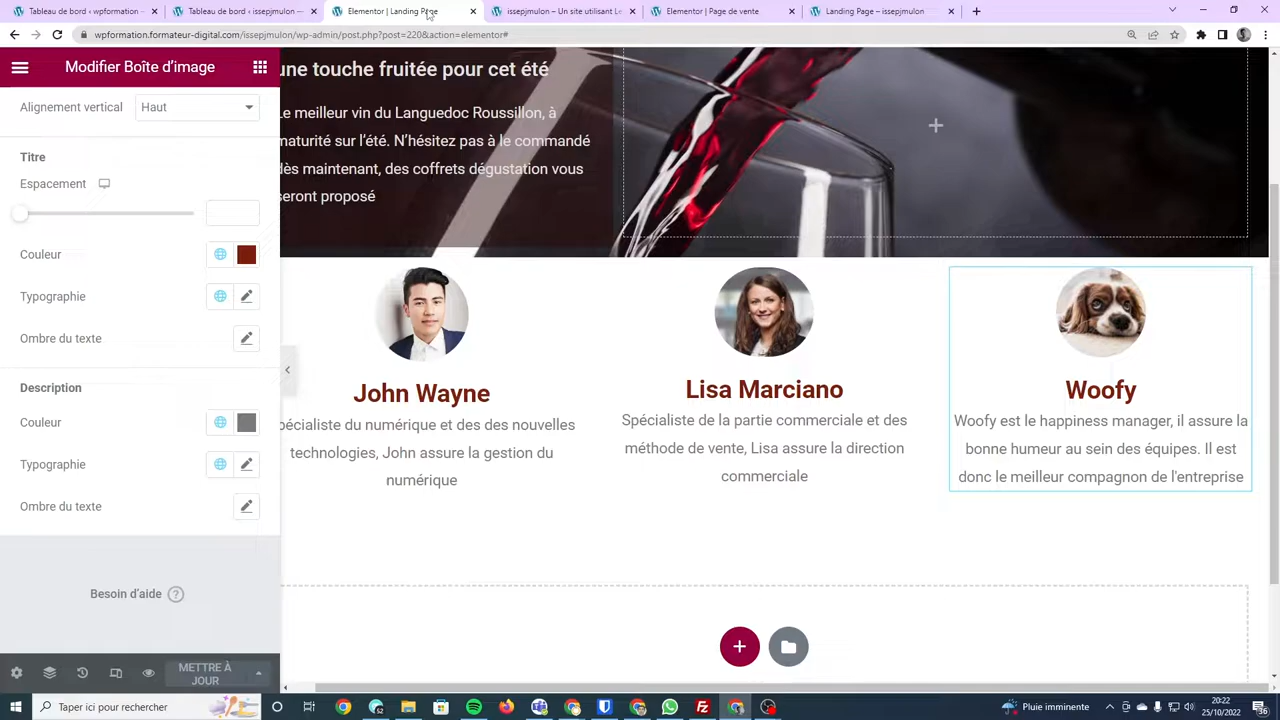 Tableau de bord ‹ issepjmulon
Tableau de bord ‹ issepjmulon
Elementor | Landing Page
issepjmulon – Un site utilisant
Elementor | Page de vente
Landing Page – issepjmulon
wpformation.formateur-digital.com/issepjmulon/wp-admin/post.php?post=220&action=elementor#
Modifier Boîte d’image
Alignement vertical
Haut
Titre
Espacement
Couleur
Typographie
Ombre du texte
Description
Couleur
Typographie
Ombre du texte
Besoin d’aide ?
METTRE À
JOUR
une touche fruitée pour cet été
Le meilleur vin du Languedoc Roussillon, à
maturité sur l’été. N’hésitez pas à le commandé
dès maintenant, des coffrets dégustation vous
seront proposé
John Wayne
pécialiste du numérique et des des nouvelles
technologies, John assure la gestion du
numérique
Lisa Marciano
Spécialiste de la partie commerciale et des
méthode de vente, Lisa assure la direction
commerciale
Woofy
Woofy est le happiness manager, il assure la
bonne humeur au sein des équipes. Il est
donc le meilleur compagnon de l'entreprise
Taper ici pour rechercher
Pluie imminente
20:22
25/10/2022